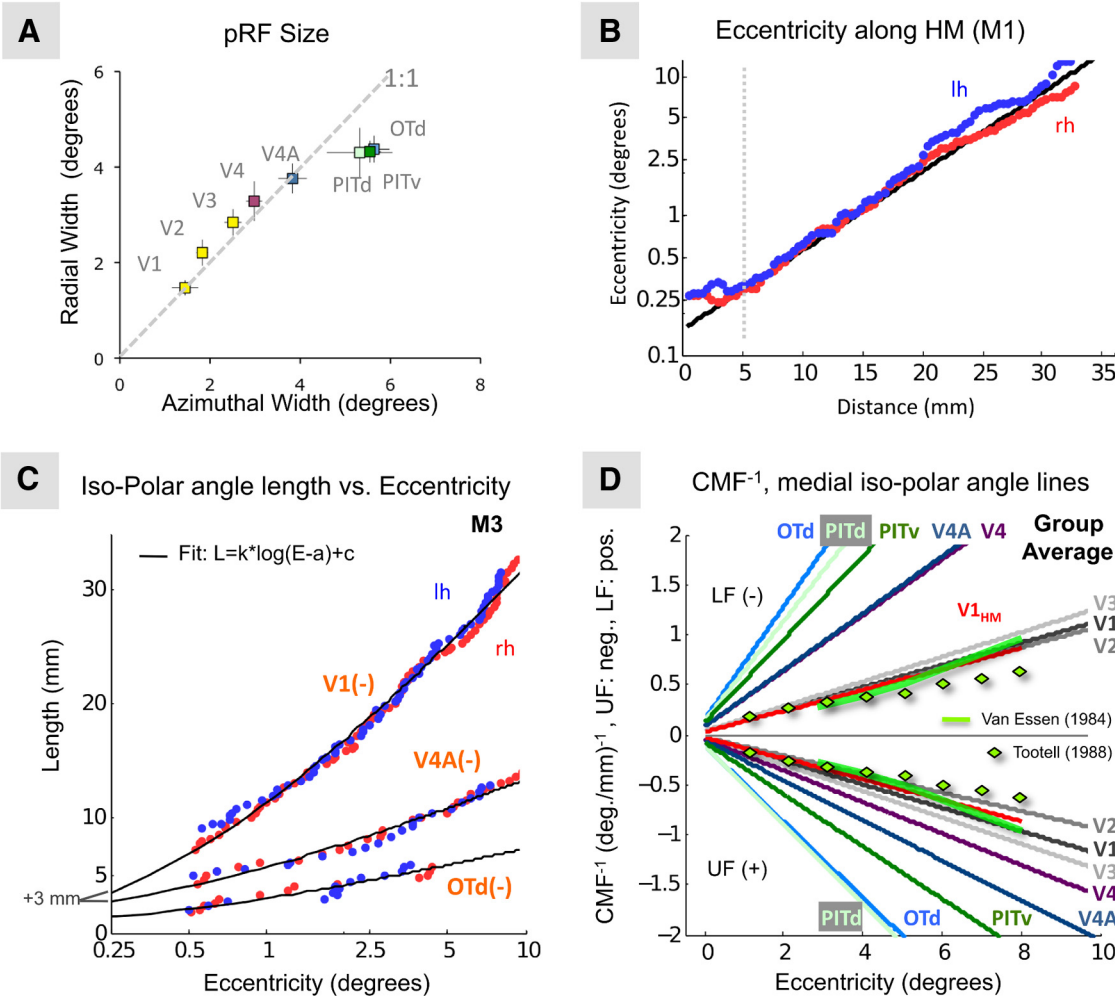 A
pRF Size
6
4
2
0
0
2
4
6
8
Radial Width (degrees)
Azimuthal Width (degrees)
1:1
V1
V2
V3
V4
V4A
PITd
OTd
PITv
B
Eccentricity along HM (M1)
10
5
2.5
1
0.5
0.25
0.1
0
5
10
15
20
25
30
35
Eccentricity (degrees)
Distance (mm)
lh
rh
C
Iso-Polar angle length vs. Eccentricity
M3
Fit: L=k*log(E-a)+c
lh
rh
V1(-)
V4A(-)
OTd(-)
30
20
10
5
+3 mm
0
0.25
0.5
1
2.5
5
10
Length (mm)
Eccentricity (degrees)
D
CMF-1, medial iso-polar angle lines
Group
Average
OTd
PITd
PITv
V4A
V4
LF (-)
V1HM
V3
V1
V2
Van Essen (1984)
Tootell (1988)
UF (+)
V2
V1
V3
V4
V4A
PITd
OTd
PITv
2
1.5
1
0.5
0
−0.5
−1
−1.5
−2
0
2
4
6
8
10
CMF-1 (deg./mm)-1, UF: neg., LF: pos.
Eccentricity (degrees)